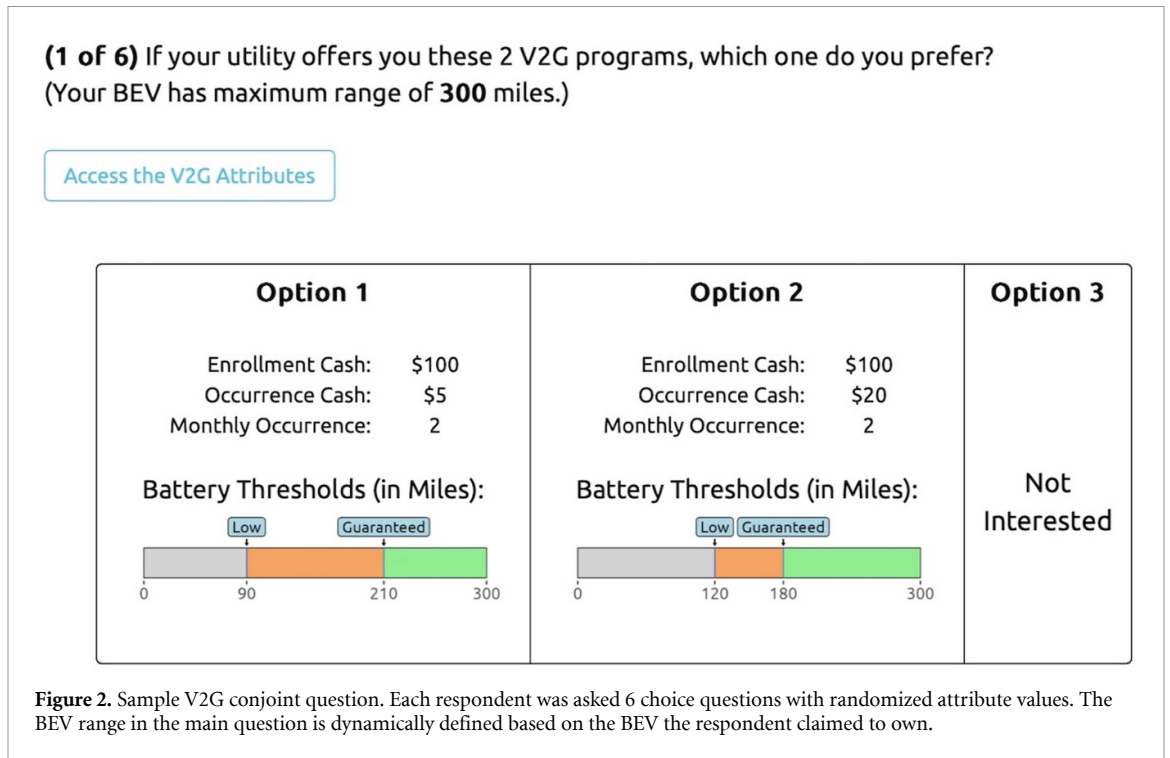 (1 of 6) If your utility offers you these 2 V2G programs, which one do you prefer?
(Your BEV has maximum range of 300 miles.)
Access the V2G Attributes
Option 1
Enrollment Cash: $100
Occurrence Cash: $5
Monthly Occurrence: 2
Battery Thresholds (in Miles):
Low Guaranteed
0 90 210 300
Option 2
Enrollment Cash: $100
Occurrence Cash: $20
Monthly Occurrence: 2
Battery Thresholds (in Miles):
Low Guaranteed
0 120 180 300
Option 3
Not
Interested
Figure 2. Sample V2G conjoint question. Each respondent was asked 6 choice questions with randomized attribute values. The
BEV range in the main question is dynamically defined based on the BEV the respondent claimed to own.